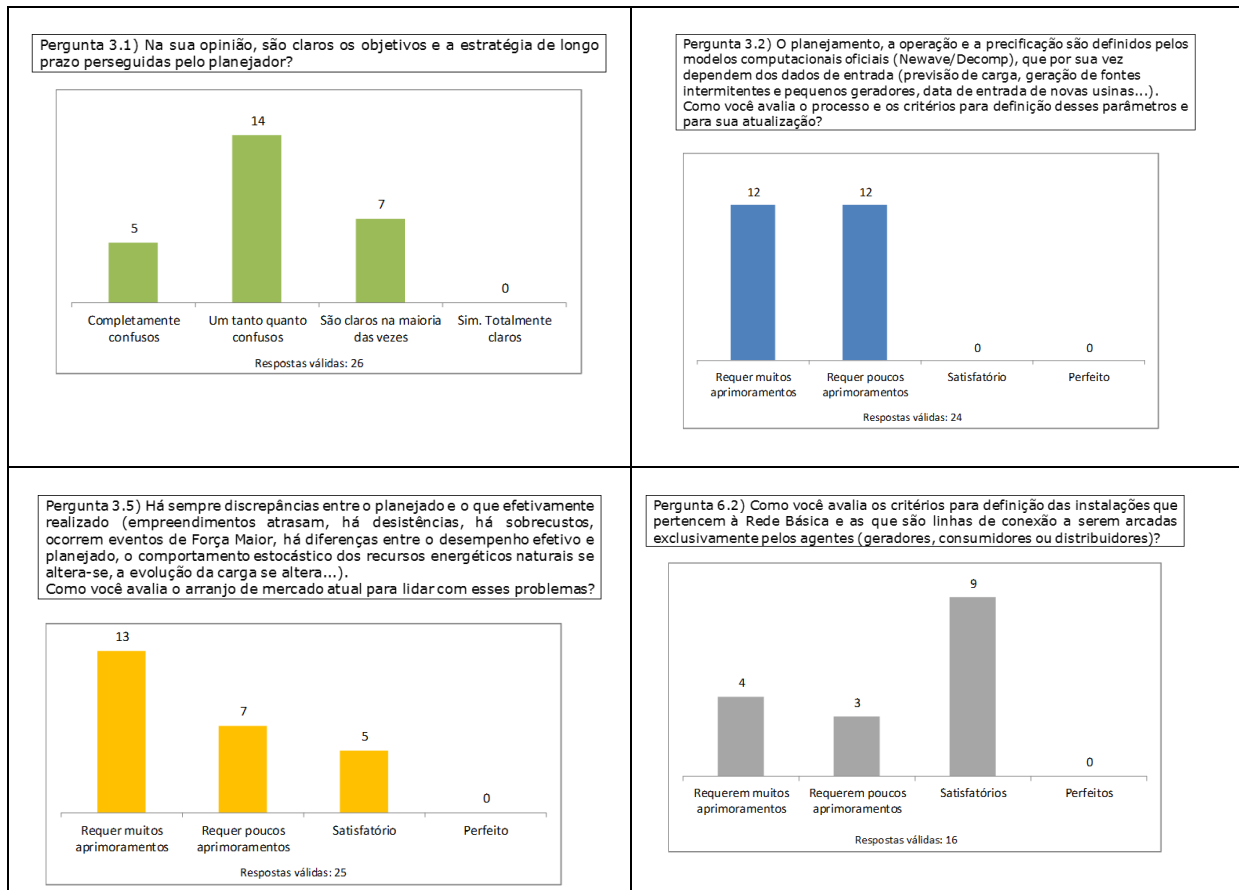 Pergunta 3.1) Na sua opinião, são claros os objetivos e a estratégia de longo
prazo perseguidas pelo planejador?
14
7
5
0
Completamente
confusos
Um tanto quanto
confusos
São claros na maioria
das vezes
Sim. Totalmente
claros
Respostas válidas: 26
Pergunta 3.2) O planejamento, a operação e a precificação são definidos pelos
modelos computacionais oficiais (Newave/Decomp), que por sua vez
dependem dos dados de entrada (previsão de carga, geração de fontes
intermitentes e pequenos geradores, data de entrada de novas usinas...).
Como você avalia o processo e os critérios para definição desses parâmetros e
para sua atualização?
12
12
0
0
Requer muitos
aprimoramentos
Requer poucos
aprimoramentos
Satisfatório
Perfeito
Respostas válidas: 24
Pergunta 3.5) Há sempre discrepâncias entre o planejado e o que efetivamente
realizado (empreendimentos atrasam, há desistências, há sobrecustos,
ocorrem eventos de Força Maior, há diferenças entre o desempenho efetivo e
planejado, o comportamento estocástico dos recursos energéticos naturais se
altera-se, a evolução da carga se altera...).
Como você avalia o arranjo de mercado atual para lidar com esses problemas?
13
7
5
0
Requer muitos
aprimoramentos
Requer poucos
aprimoramentos
Satisfatório
Perfeito
Respostas válidas: 25
Pergunta 6.2) Como você avalia os critérios para definição das instalações que
pertencem à Rede Básica e as que são linhas de conexão a serem arcadas
exclusivamente pelos agentes (geradores, consumidores ou distribuidores)?
9
4
3
0
Requerem muitos
aprimoramentos
Requerem poucos
aprimoramentos
Satisfatórios
Perfeitos
Respostas válidas: 16